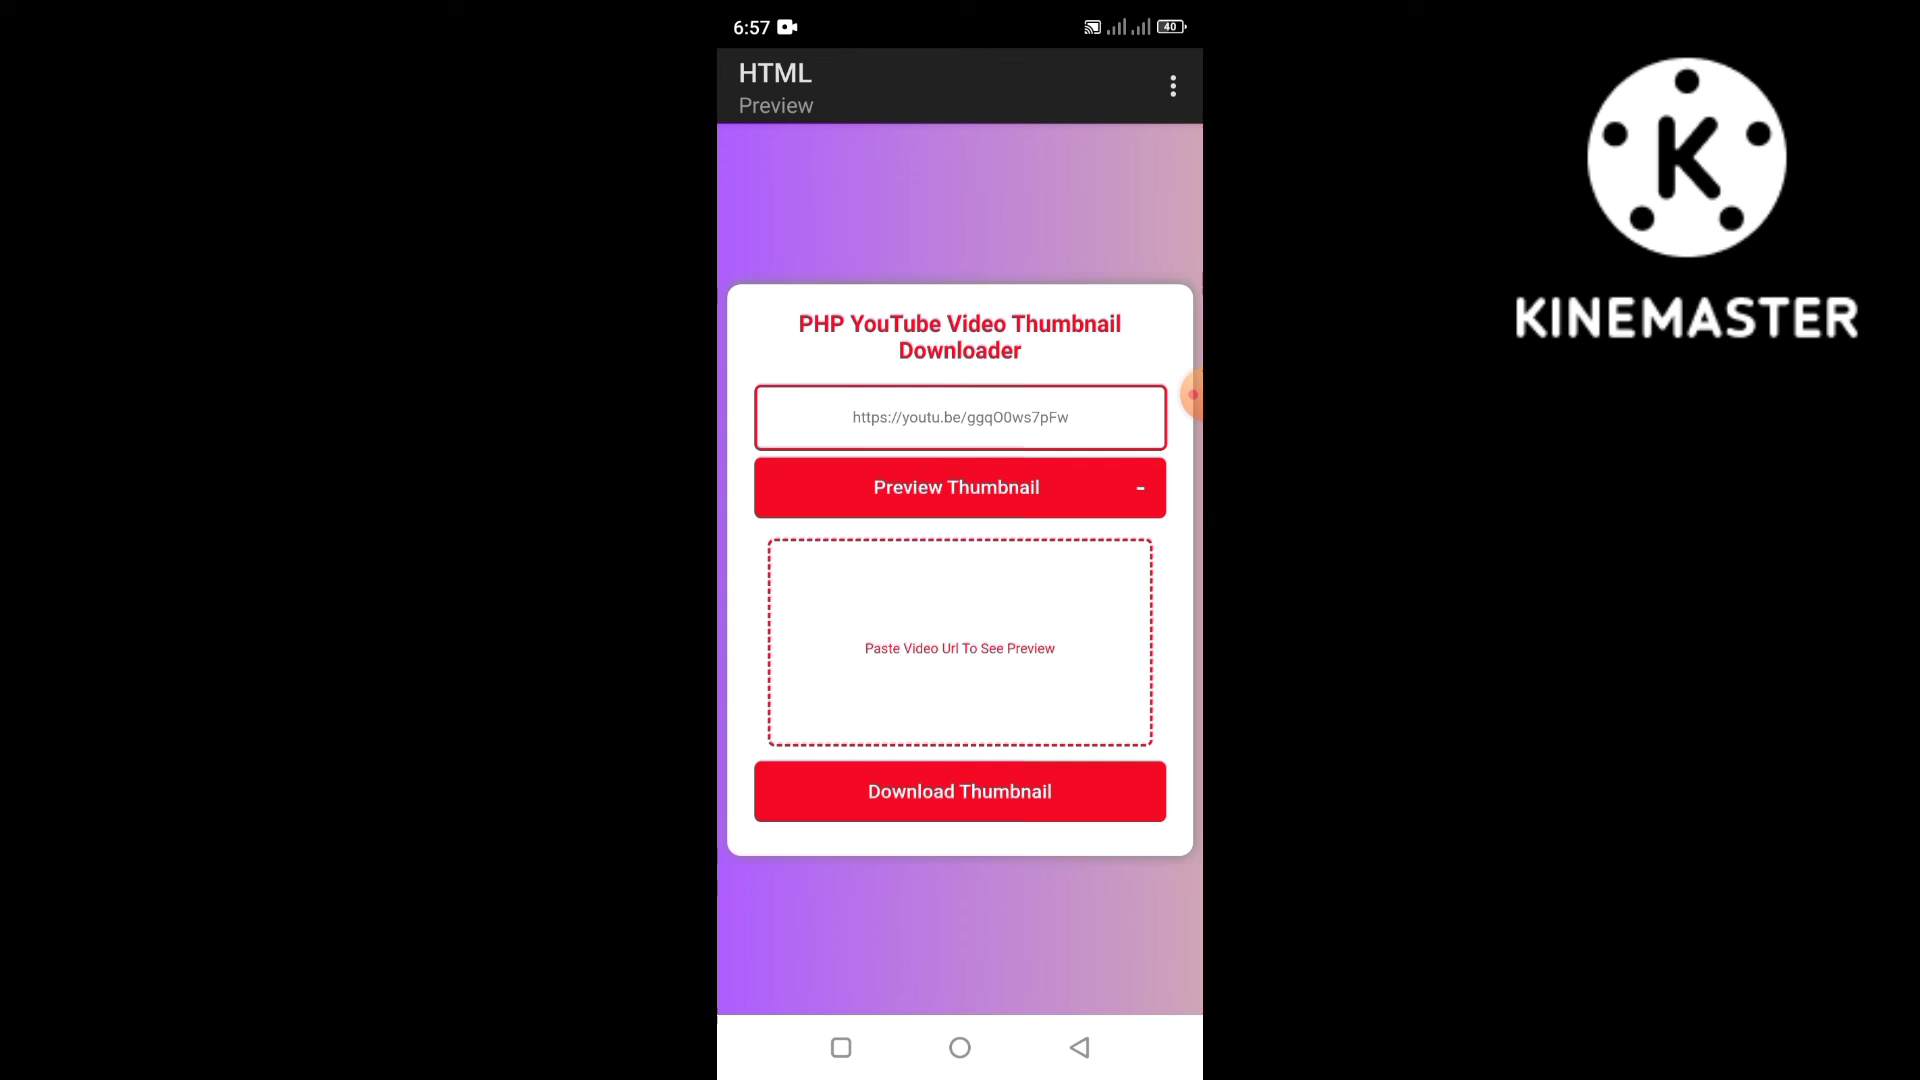 6:57
40
HTML
Preview
K
KINEMASTER
PHP YouTube Video Thumbnail
Downloader
https://youtu.be/ggqO0ws7pFw
Preview Thumbnail -
Paste Video Url To See Preview
Download Thumbnail